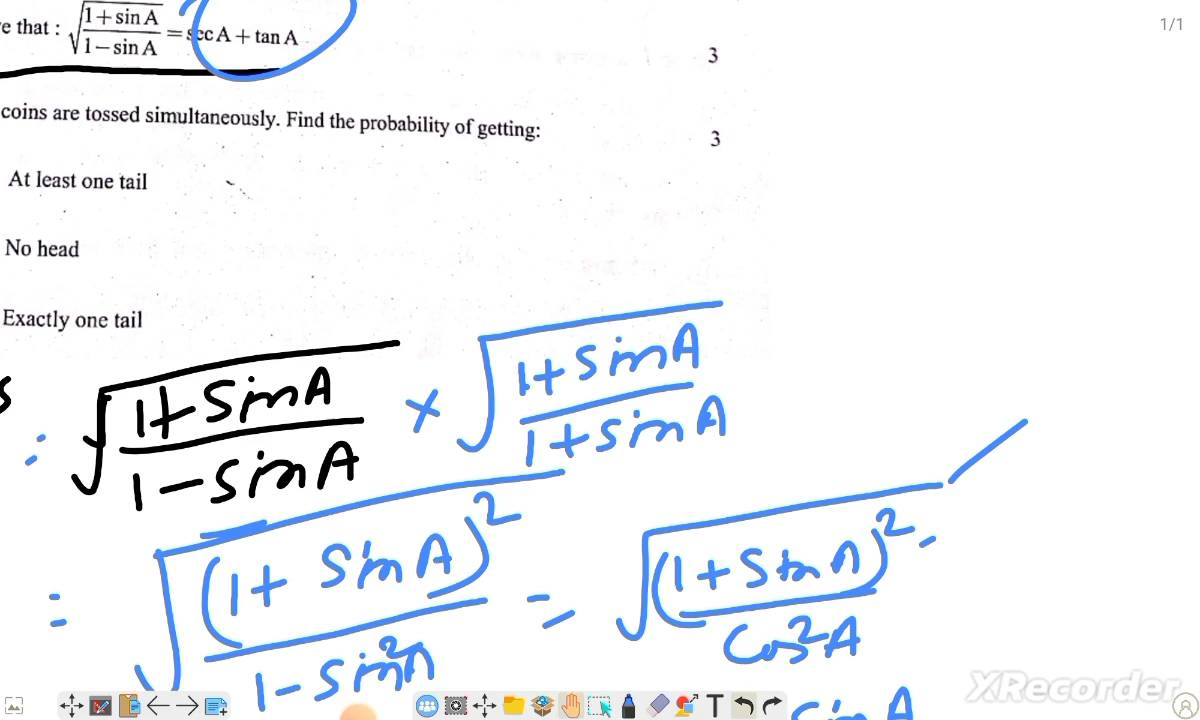 1/1
e that : √((1+sin A)/(1−sin A)) = sec A + tan A
3
coins are tossed simultaneously. Find the probability of getting:
3
At least one tail
No head
Exactly one tail
: √((1+SinA)/(1−SinA)) × √((1+SinA)/(1+SinA))
= √((1+SinA)²/(1−Sin²A)) = √((1+SinA)²/(Cos²A))
Sin A
XRecorder
T